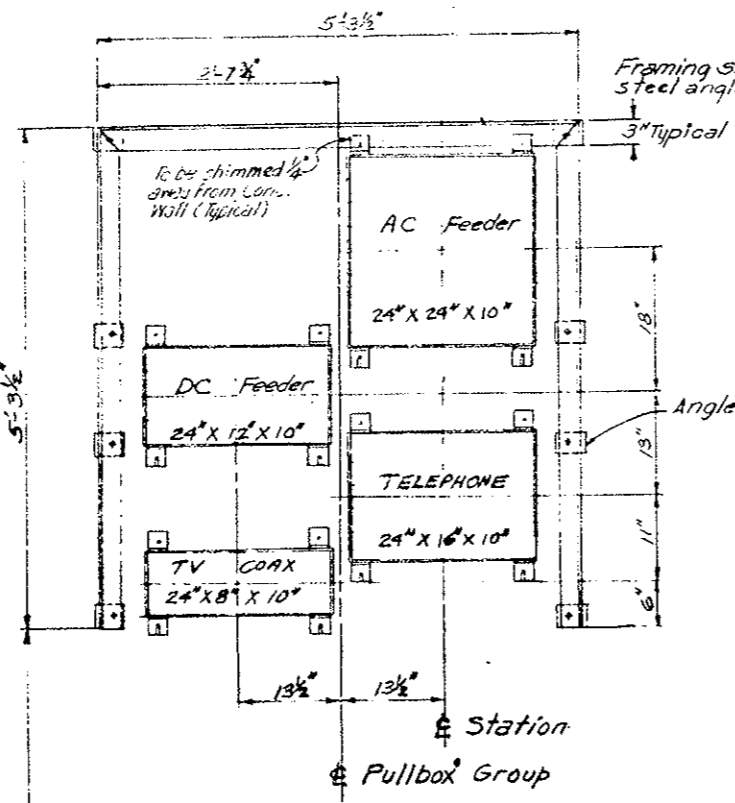 5'-3½"
2'-7¾"
Framing
steel angle
3" Typical
To be shimmed ¼"
away from Conc.
Wall (Typical)
AC Feeder
24" X 24" X 10"
18"
DC Feeder
24" X 12" X 10"
5'-3½"
Angle
13"
TELEPHONE
24" X 16" X 10"
11"
TV COAX
24" X 8" X 10"
6"
13½"
13½"
℄ Station
℄ Pullbox Group